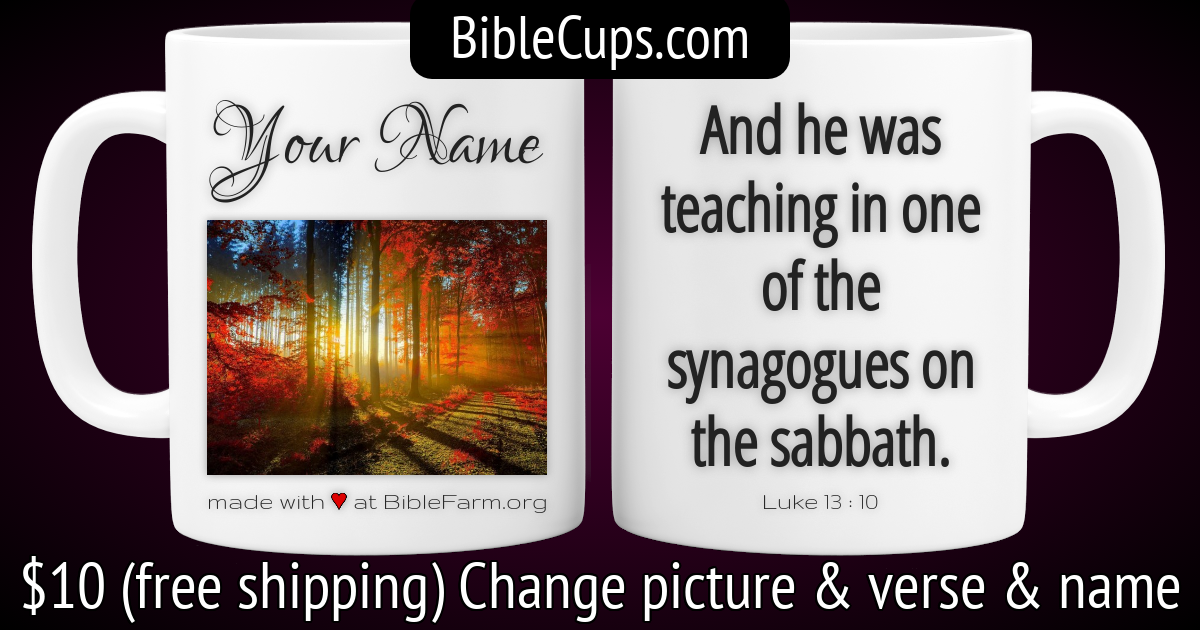 BibleCups.com
Your Name
made with ♥ at BibleFarm.org
And he was
teaching in one
of the
synagogues on
the sabbath.
Luke 13 : 10
$10 (free shipping) Change picture & verse & name